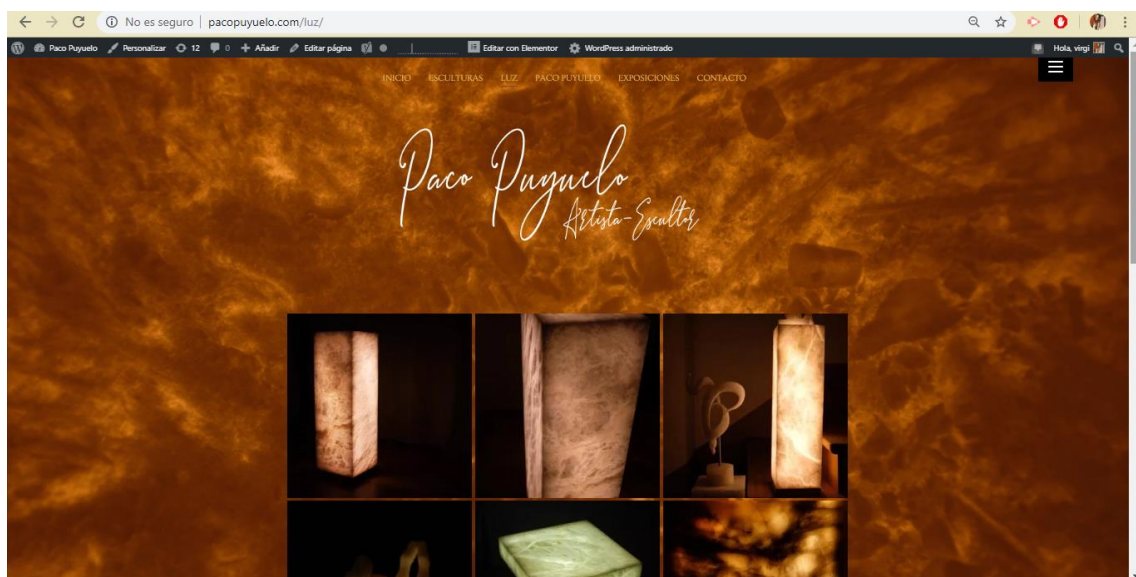 No es seguro | pacopuyuelo.com/luz/
Paco Puyuelo Personalizar 12 0 + Añadir Editar página Editar con Elementor WordPress administrado Hola, virgi
INICIO ESCULTURAS LUZ PACO PUYUELO EXPOSICIONES CONTACTO
Paco Puyuelo
Artista-Escultor